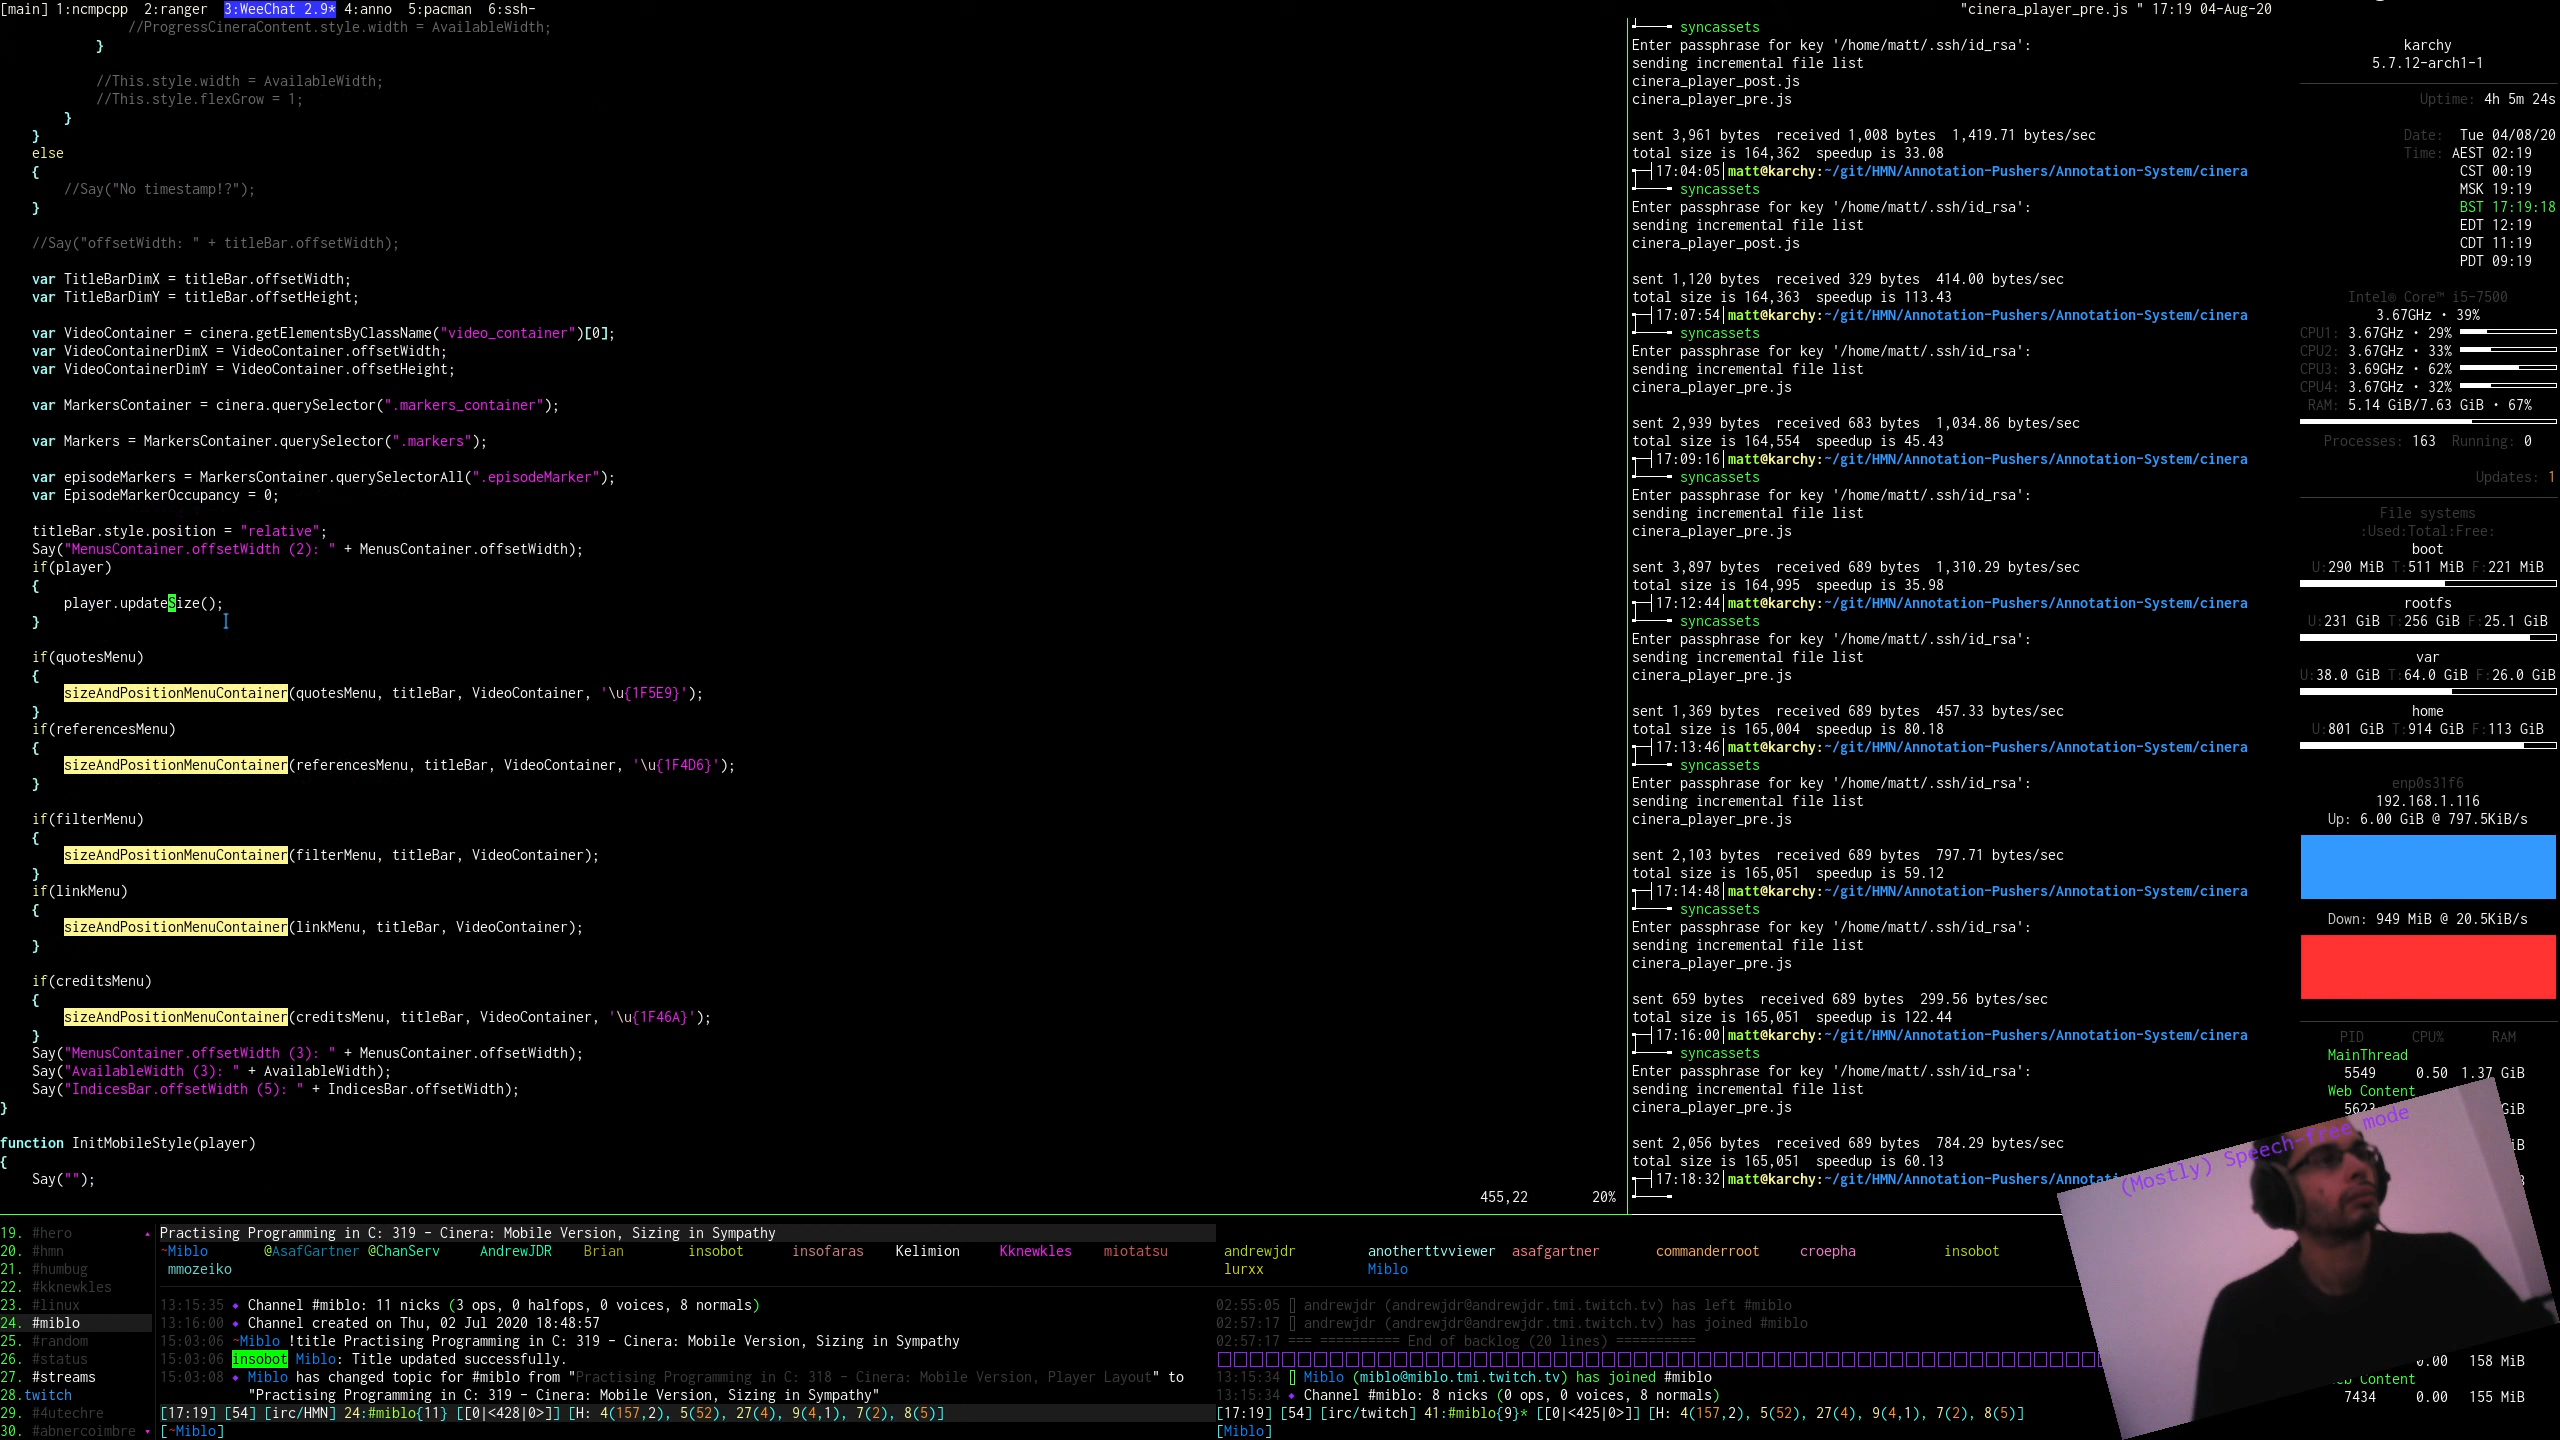 [main] 1:ncmpcpp  2:ranger  3:WeeChat 2.9* 4:anno  5:pacman  6:ssh-
"cinera_player_pre.js " 17:19 04-Aug-20
//ProgressCineraContent.style.width = AvailableWidth;
}
//This.style.width = AvailableWidth;
//This.style.flexGrow = 1;
}
}
else
{
//Say("No timestamp!?");
}
//Say("offsetWidth: " + titleBar.offsetWidth);
var TitleBarDimX = titleBar.offsetWidth;
var TitleBarDimY = titleBar.offsetHeight;
var VideoContainer = cinera.getElementsByClassName("video_container")[0];
var VideoContainerDimX = VideoContainer.offsetWidth;
var VideoContainerDimY = VideoContainer.offsetHeight;
var MarkersContainer = cinera.querySelector(".markers_container");
var Markers = MarkersContainer.querySelector(".markers");
var episodeMarkers = MarkersContainer.querySelectorAll(".episodeMarker");
var EpisodeMarkerOccupancy = 0;
titleBar.style.position = "relative";
Say("MenusContainer.offsetWidth (2): " + MenusContainer.offsetWidth);
if(player)
{
player.updateSize();
}
if(quotesMenu)
{
sizeAndPositionMenuContainer(quotesMenu, titleBar, VideoContainer, '\u{1F5E9}');
}
if(referencesMenu)
{
sizeAndPositionMenuContainer(referencesMenu, titleBar, VideoContainer, '\u{1F4D6}');
}
if(filterMenu)
{
sizeAndPositionMenuContainer(filterMenu, titleBar, VideoContainer);
}
if(linkMenu)
{
sizeAndPositionMenuContainer(linkMenu, titleBar, VideoContainer);
}
if(creditsMenu)
{
sizeAndPositionMenuContainer(creditsMenu, titleBar, VideoContainer, '\u{1F46A}');
}
Say("MenusContainer.offsetWidth (3): " + MenusContainer.offsetWidth);
Say("AvailableWidth (3): " + AvailableWidth);
Say("IndicesBar.offsetWidth (5): " + IndicesBar.offsetWidth);
}
function InitMobileStyle(player)
{
Say("");
455,22        20%
syncassets
Enter passphrase for key '/home/matt/.ssh/id_rsa':
sending incremental file list
cinera_player_post.js
cinera_player_pre.js
sent 3,961 bytes  received 1,008 bytes  1,419.71 bytes/sec
total size is 164,362  speedup is 33.08
17:04:05|matt@karchy:~/git/HMN/Annotation-Pushers/Annotation-System/cinera
syncassets
Enter passphrase for key '/home/matt/.ssh/id_rsa':
sending incremental file list
cinera_player_post.js
sent 1,120 bytes  received 329 bytes  414.00 bytes/sec
total size is 164,363  speedup is 113.43
17:07:54|matt@karchy:~/git/HMN/Annotation-Pushers/Annotation-System/cinera
syncassets
Enter passphrase for key '/home/matt/.ssh/id_rsa':
sending incremental file list
cinera_player_pre.js
sent 2,939 bytes  received 683 bytes  1,034.86 bytes/sec
total size is 164,554  speedup is 45.43
17:09:16|matt@karchy:~/git/HMN/Annotation-Pushers/Annotation-System/cinera
syncassets
Enter passphrase for key '/home/matt/.ssh/id_rsa':
sending incremental file list
cinera_player_pre.js
sent 3,897 bytes  received 689 bytes  1,310.29 bytes/sec
total size is 164,995  speedup is 35.98
17:12:44|matt@karchy:~/git/HMN/Annotation-Pushers/Annotation-System/cinera
syncassets
Enter passphrase for key '/home/matt/.ssh/id_rsa':
sending incremental file list
cinera_player_pre.js
sent 1,369 bytes  received 689 bytes  457.33 bytes/sec
total size is 165,004  speedup is 80.18
17:13:46|matt@karchy:~/git/HMN/Annotation-Pushers/Annotation-System/cinera
syncassets
Enter passphrase for key '/home/matt/.ssh/id_rsa':
sending incremental file list
cinera_player_pre.js
sent 2,103 bytes  received 689 bytes  797.71 bytes/sec
total size is 165,051  speedup is 59.12
17:14:48|matt@karchy:~/git/HMN/Annotation-Pushers/Annotation-System/cinera
syncassets
Enter passphrase for key '/home/matt/.ssh/id_rsa':
sending incremental file list
cinera_player_pre.js
sent 659 bytes  received 689 bytes  299.56 bytes/sec
total size is 165,051  speedup is 122.44
17:16:00|matt@karchy:~/git/HMN/Annotation-Pushers/Annotation-System/cinera
syncassets
Enter passphrase for key '/home/matt/.ssh/id_rsa':
sending incremental file list
cinera_player_pre.js
sent 2,056 bytes  received 689 bytes  784.29 bytes/sec
total size is 165,051  speedup is 60.13
17:18:32|matt@karchy:~/git/HMN/Annotation-Pushers/Annotation-Syst
karchy
5.7.12-arch1-1
Uptime: 4h 5m 24s
Date: Tue 04/08/20
Time: AEST 02:19
CST 00:19
MSK 19:19
BST 17:19:18
EDT 12:19
CDT 11:19
PDT 09:19
Intel® Core™ i5-7500
3.67GHz • 39%
CPU1: 3.67GHz • 29%
CPU2: 3.67GHz • 33%
CPU3: 3.69GHz • 62%
CPU4: 3.67GHz • 32%
RAM: 5.14 GiB/7.63 GiB • 67%
Processes: 163  Running: 0
Updates: 1
File systems
:Used:Total:Free:
boot
U:290 MiB T:511 MiB F:221 MiB
rootfs
U:231 GiB T:256 GiB F:25.1 GiB
var
U:38.0 GiB T:64.0 GiB F:26.0 GiB
home
U:801 GiB T:914 GiB F:113 GiB
enp0s31f6
192.168.1.116
Up: 6.00 GiB @ 797.5KiB/s
Down: 949 MiB @ 20.5KiB/s
PID     CPU%    RAM
MainThread
5549     0.50  1.37 GiB
Web Content
562 GiB
iB
(Mostly) Speech-free mode
0.00   158 MiB
eb Content
7434     0.00   155 MiB
19. #hero
20. #hmn
21. #humbug
22. #kknewkles
23. #linux
24. #miblo
25. #random
26. #status
27. #streams
28.twitch
29. #4utechre
30. #abnercoimbre
Practising Programming in C: 319 – Cinera: Mobile Version, Sizing in Sympathy
~Miblo  @AsafGartner @ChanServ  AndrewJDR  Brian  insobot  insofaras  Kelimion  Kknewkles  miotatsu
mmozeiko
13:15:35 ◆ Channel #miblo: 11 nicks (3 ops, 0 halfops, 0 voices, 8 normals)
13:16:00 ◆ Channel created on Thu, 02 Jul 2020 18:48:57
15:03:06 ~Miblo !title Practising Programming in C: 319 – Cinera: Mobile Version, Sizing in Sympathy
15:03:06 insobot Miblo: Title updated successfully.
15:03:08 ◆ Miblo has changed topic for #miblo from "Practising Programming in C: 318 – Cinera: Mobile Version, Player Layout" to
"Practising Programming in C: 319 – Cinera: Mobile Version, Sizing in Sympathy"
[17:19] [54] [irc/HMN] 24:#miblo{11} [[0|<428|0>]] [H: 4(157,2), 5(52), 27(4), 9(4,1), 7(2), 8(5)]
[~Miblo]
andrewjdr  anotherttvviewer  asafgartner  commanderroot  croepha  insobot
lurxx  Miblo
02:55:05 andrewjdr (andrewjdr@andrewjdr.tmi.twitch.tv) has left #miblo
02:57:17 andrewjdr (andrewjdr@andrewjdr.tmi.twitch.tv) has joined #miblo
02:57:17 === ========== End of backlog (20 lines) ==========
13:15:34 Miblo (miblo@miblo.tmi.twitch.tv) has joined #miblo
13:15:34 ◆ Channel #miblo: 8 nicks (0 ops, 0 voices, 8 normals)
[17:19] [54] [irc/twitch] 41:#miblo{9}* [[0|<425|0>]] [H: 4(157,2), 5(52), 27(4), 9(4,1), 7(2), 8(5)]
[Miblo]